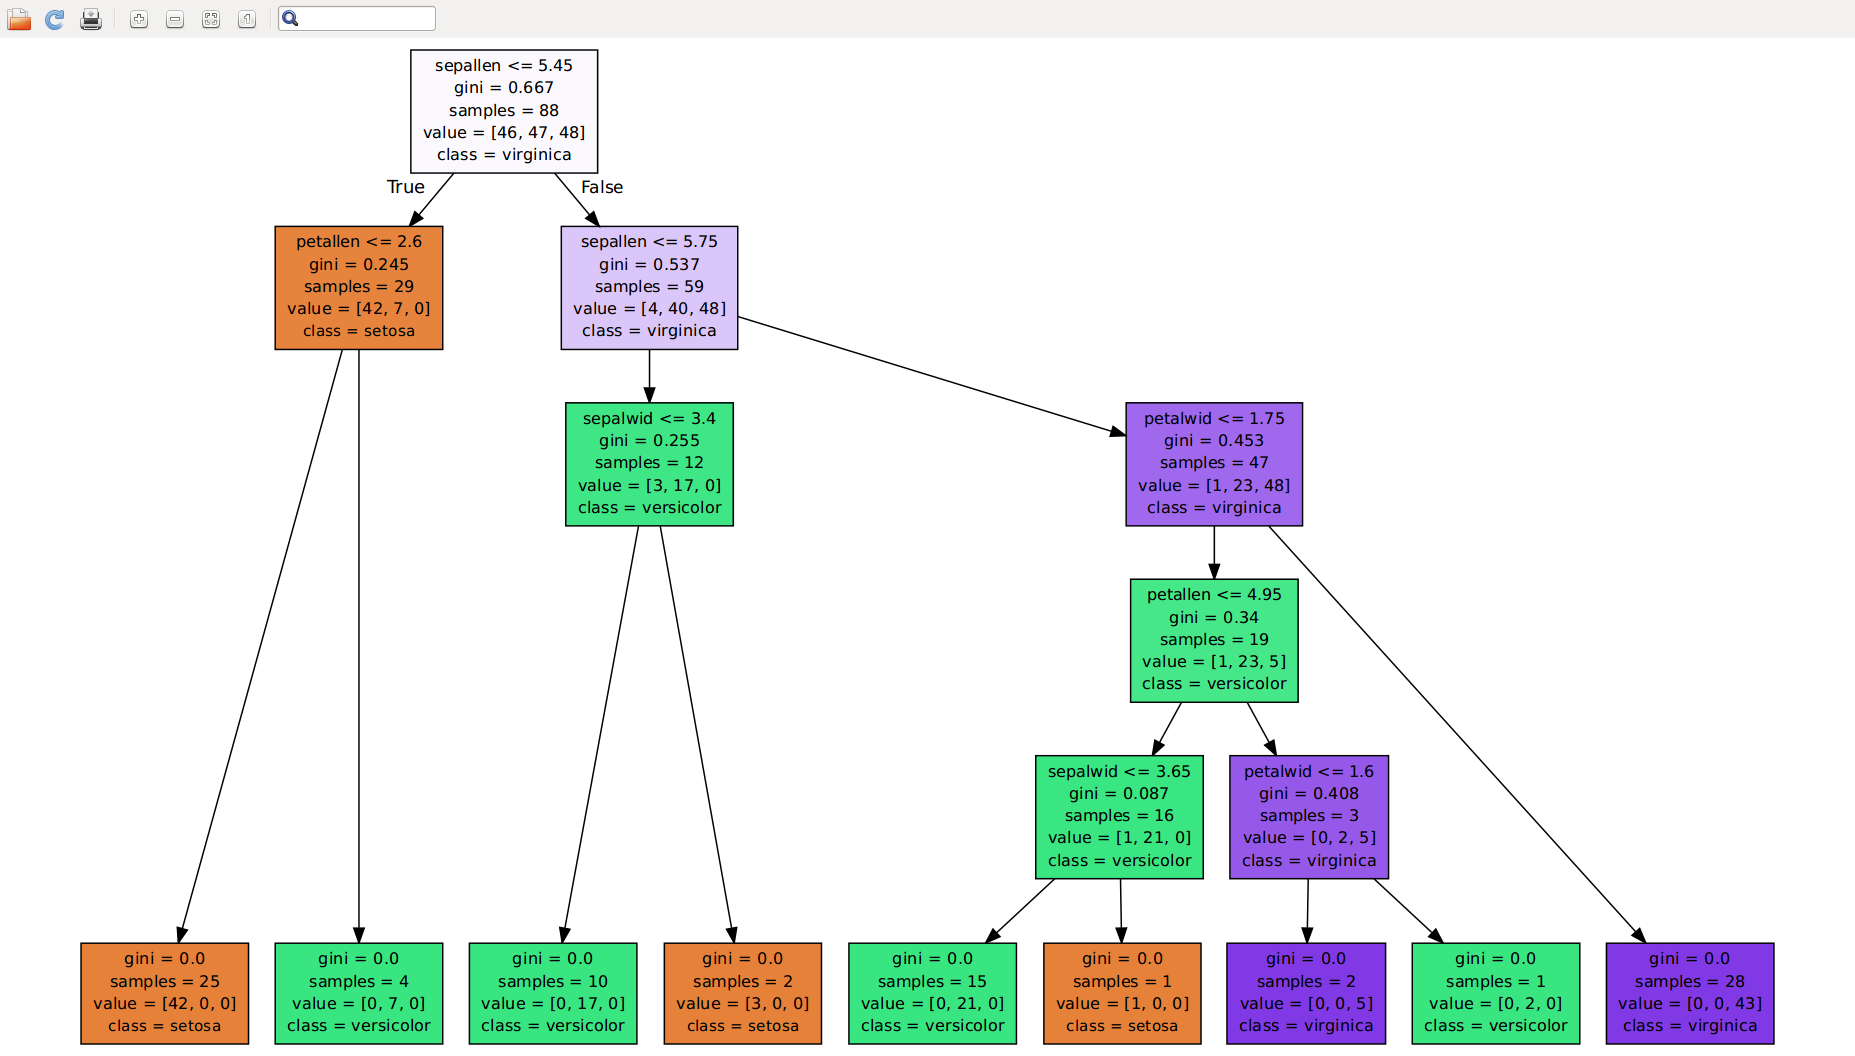 1
sepallen <= 5.45
gini = 0.667
samples = 88
value = [46, 47, 48]
class = virginica
True
False
petallen <= 2.6
gini = 0.245
samples = 29
value = [42, 7, 0]
class = setosa
sepallen <= 5.75
gini = 0.537
samples = 59
value = [4, 40, 48]
class = virginica
sepalwid <= 3.4
gini = 0.255
samples = 12
value = [3, 17, 0]
class = versicolor
petalwid <= 1.75
gini = 0.453
samples = 47
value = [1, 23, 48]
class = virginica
petallen <= 4.95
gini = 0.34
samples = 19
value = [1, 23, 5]
class = versicolor
sepalwid <= 3.65
gini = 0.087
samples = 16
value = [1, 21, 0]
class = versicolor
petalwid <= 1.6
gini = 0.408
samples = 3
value = [0, 2, 5]
class = virginica
gini = 0.0
samples = 25
value = [42, 0, 0]
class = setosa
gini = 0.0
samples = 4
value = [0, 7, 0]
class = versicolor
gini = 0.0
samples = 10
value = [0, 17, 0]
class = versicolor
gini = 0.0
samples = 2
value = [3, 0, 0]
class = setosa
gini = 0.0
samples = 15
value = [0, 21, 0]
class = versicolor
gini = 0.0
samples = 1
value = [1, 0, 0]
class = setosa
gini = 0.0
samples = 2
value = [0, 0, 5]
class = virginica
gini = 0.0
samples = 1
value = [0, 2, 0]
class = versicolor
gini = 0.0
samples = 28
value = [0, 0, 43]
class = virginica